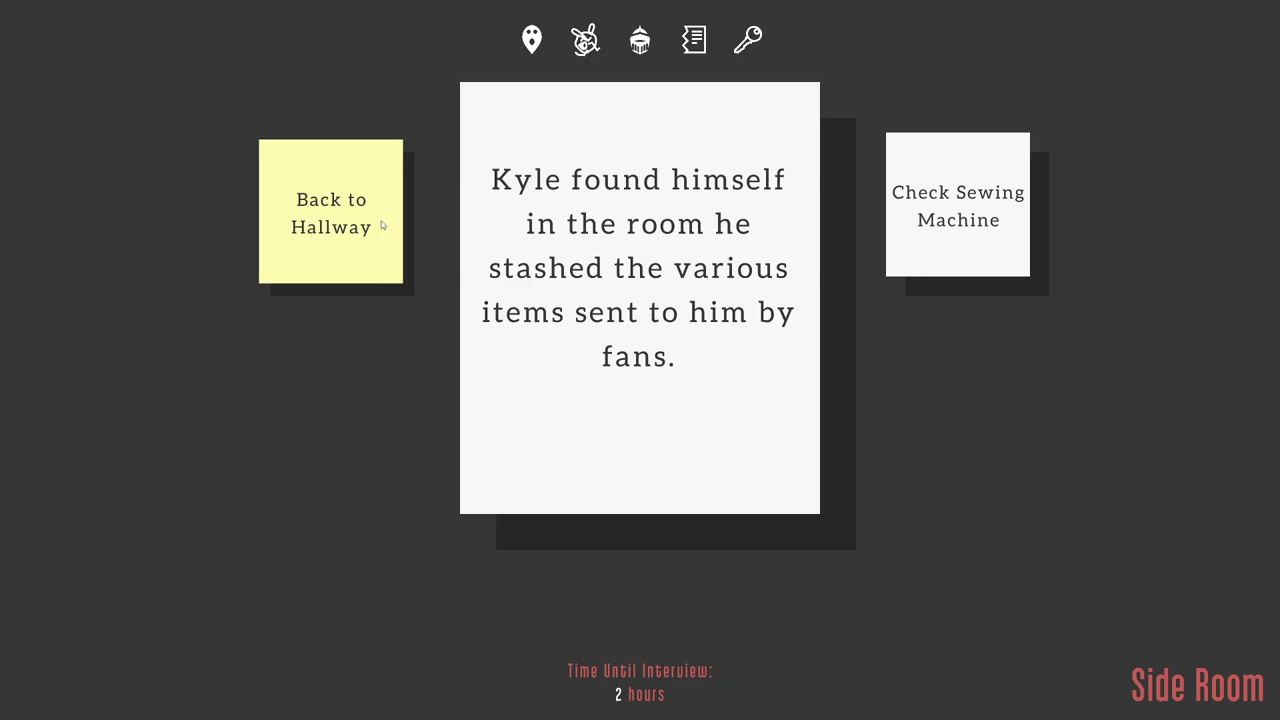 Back to
Hallway
Kyle found himself
in the room he
stashed the various
items sent to him by
fans.
Check Sewing
Machine
Time Until Interview:
2 hours
Side Room